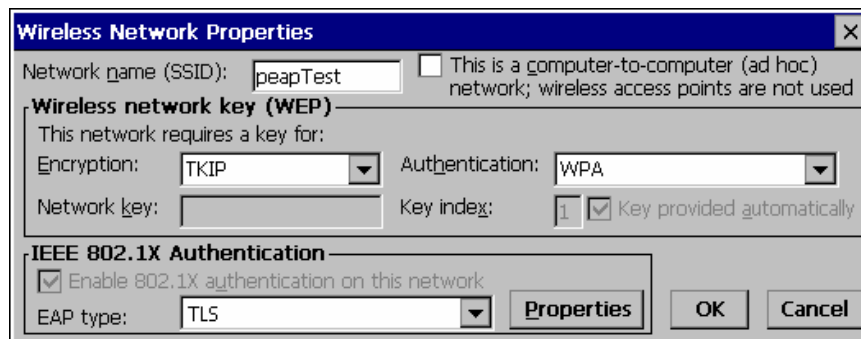 Wireless Network Properties
Network name (SSID): peapTest This is a computer-to-computer (ad hoc)
network; wireless access points are not used
Wireless network key (WEP)
This network requires a key for:
Encryption: TKIP Authentication: WPA
Network key: Key index: 1 Key provided automatically
IEEE 802.1X Authentication
Enable 802.1X authentication on this network
EAP type: TLS Properties OK Cancel